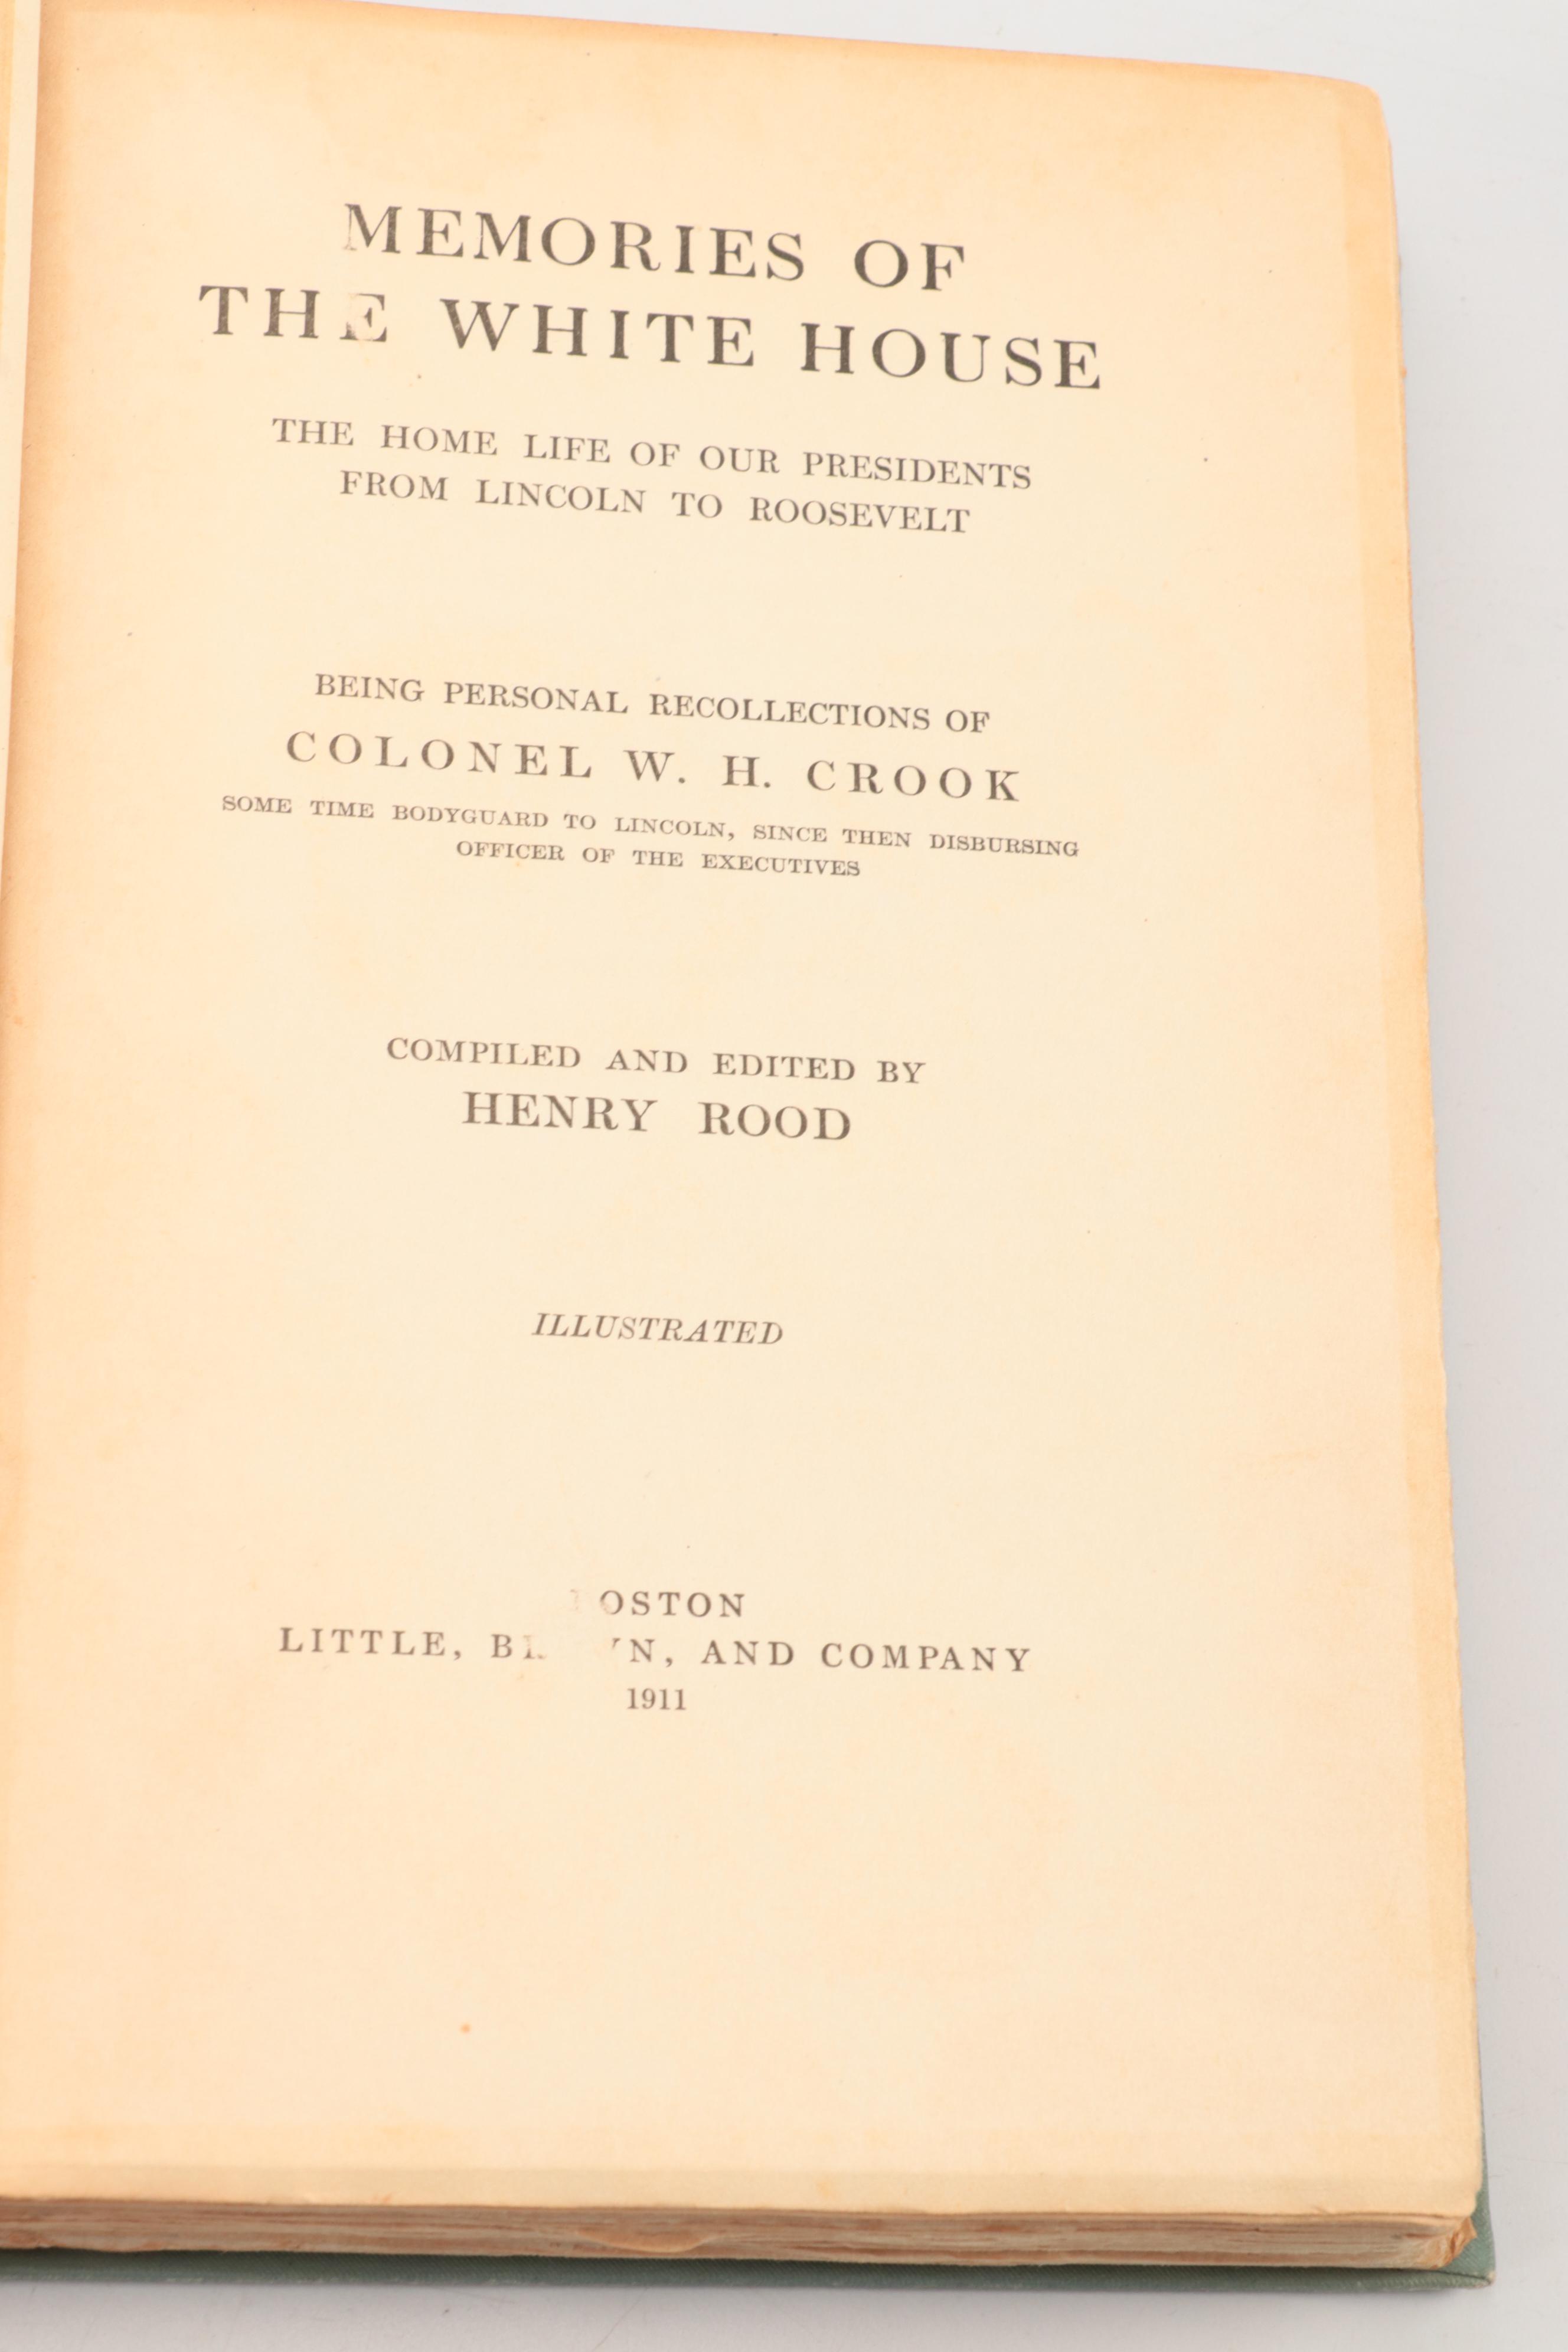 MEMORIES OF
THE WHITE HOUSE
THE HOME LIFE OF OUR PRESIDENTS
FROM LINCOLN TO ROOSEVELT
BEING PERSONAL RECOLLECTIONS OF
COLONEL W. H. CROOK
SOME TIME BODYGUARD TO LINCOLN, SINCE THEN DISBURSING
OFFICER OF THE EXECUTIVES
COMPILED AND EDITED BY
HENRY ROOD
ILLUSTRATED
BOSTON
LITTLE, AND COMPANY
1911